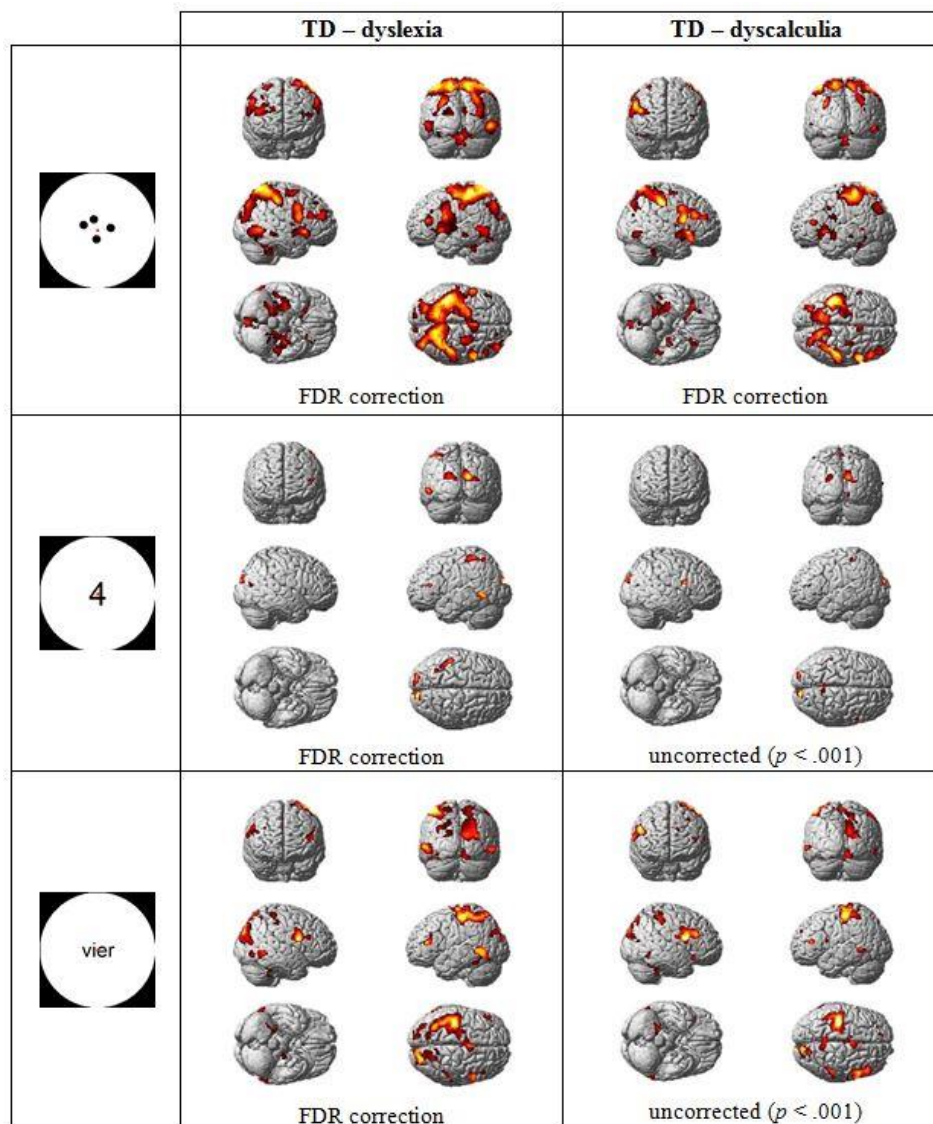 TD – dyslexia
TD – dyscalculia
FDR correction
FDR correction
4
FDR correction
uncorrected (p < .001)
vier
FDR correction
uncorrected (p < .001)